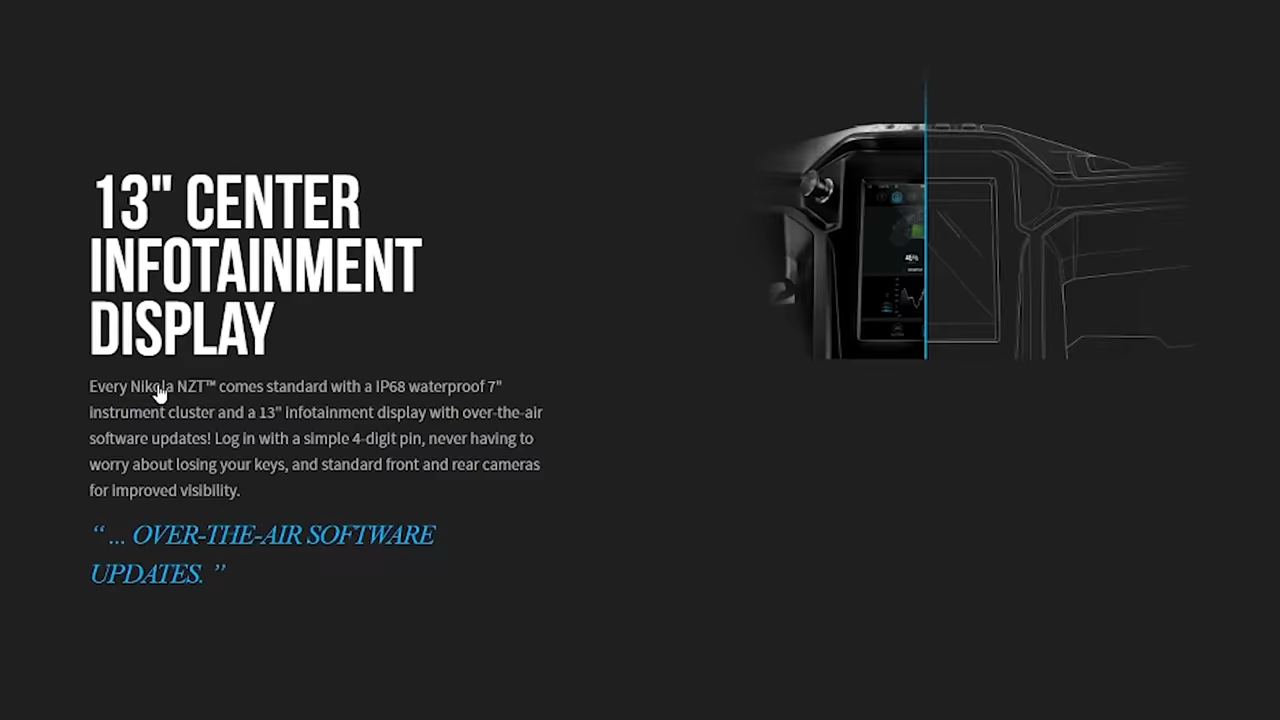 13" CENTER
INFOTAINMENT
DISPLAY
Every Nikola NZT™ comes standard with a IP68 waterproof 7"
instrument cluster and a 13" infotainment display with over-the-air
software updates! Log in with a simple 4-digit pin, never having to
worry about losing your keys, and standard front and rear cameras
for improved visibility.
“ ... OVER-THE-AIR SOFTWARE
UPDATES. ”